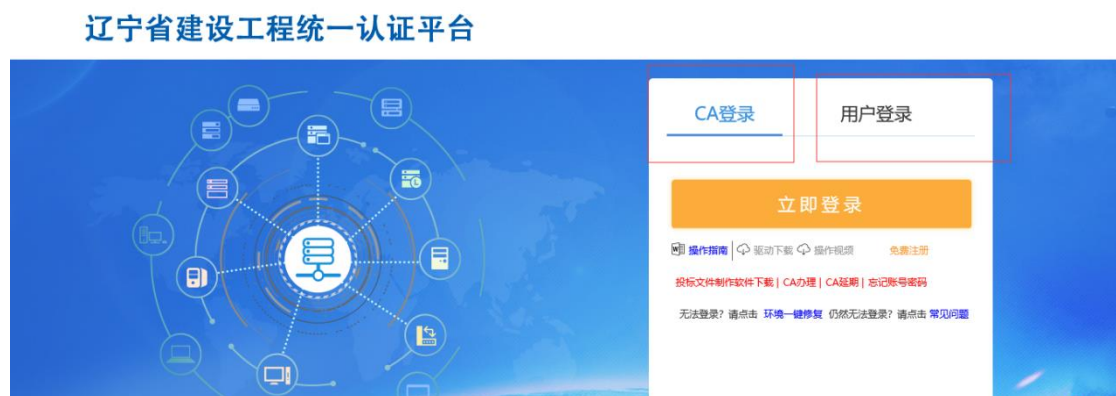 辽宁省建设工程统一认证平台
CA登录 用户登录
立即登录
操作指南 驱动下载 操作视频 免费注册
投标文件制作软件下载 | CA办理 | CA延期 | 忘记账号密码
无法登录？请点击 环境一键修复 仍然无法登录？请点击 常见问题